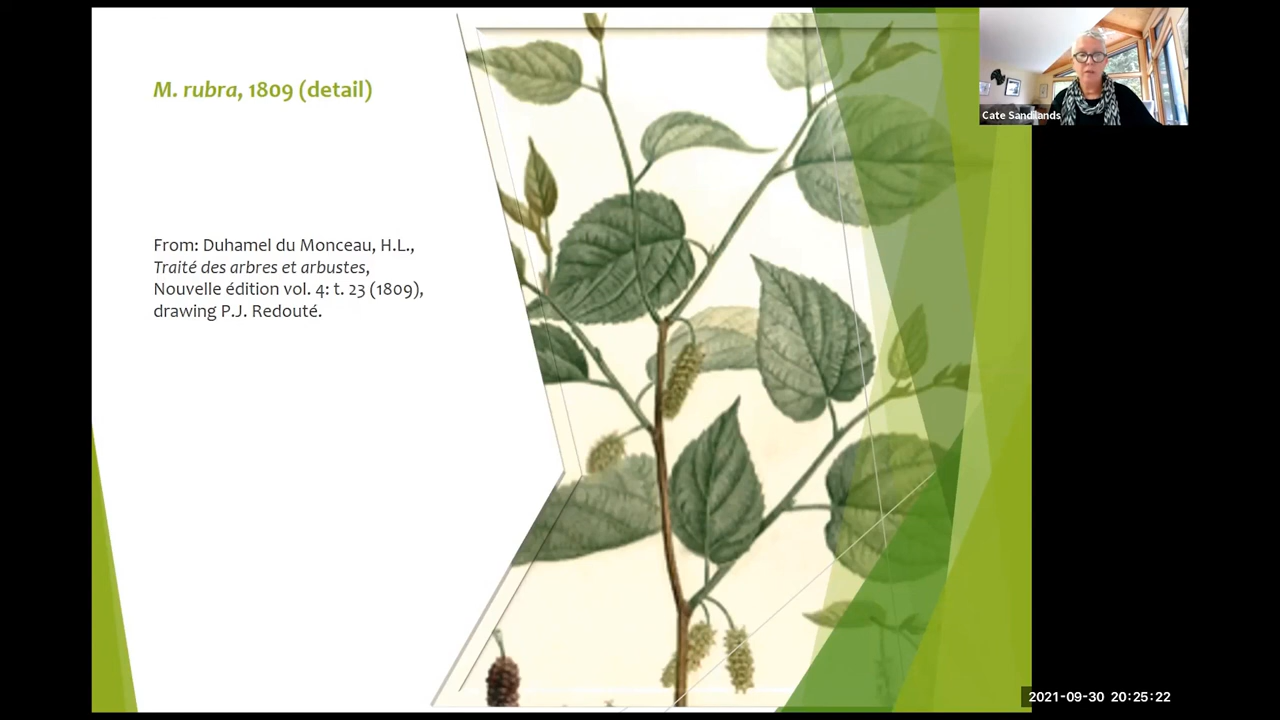 M. rubra, 1809 (detail)
From: Duhamel du Monceau, H.L.,
Traité des arbres et arbustes,
Nouvelle édition vol. 4: t. 23 (1809),
drawing P.J. Redouté.
Cate Sandilands
2021-09-30 20:25:22